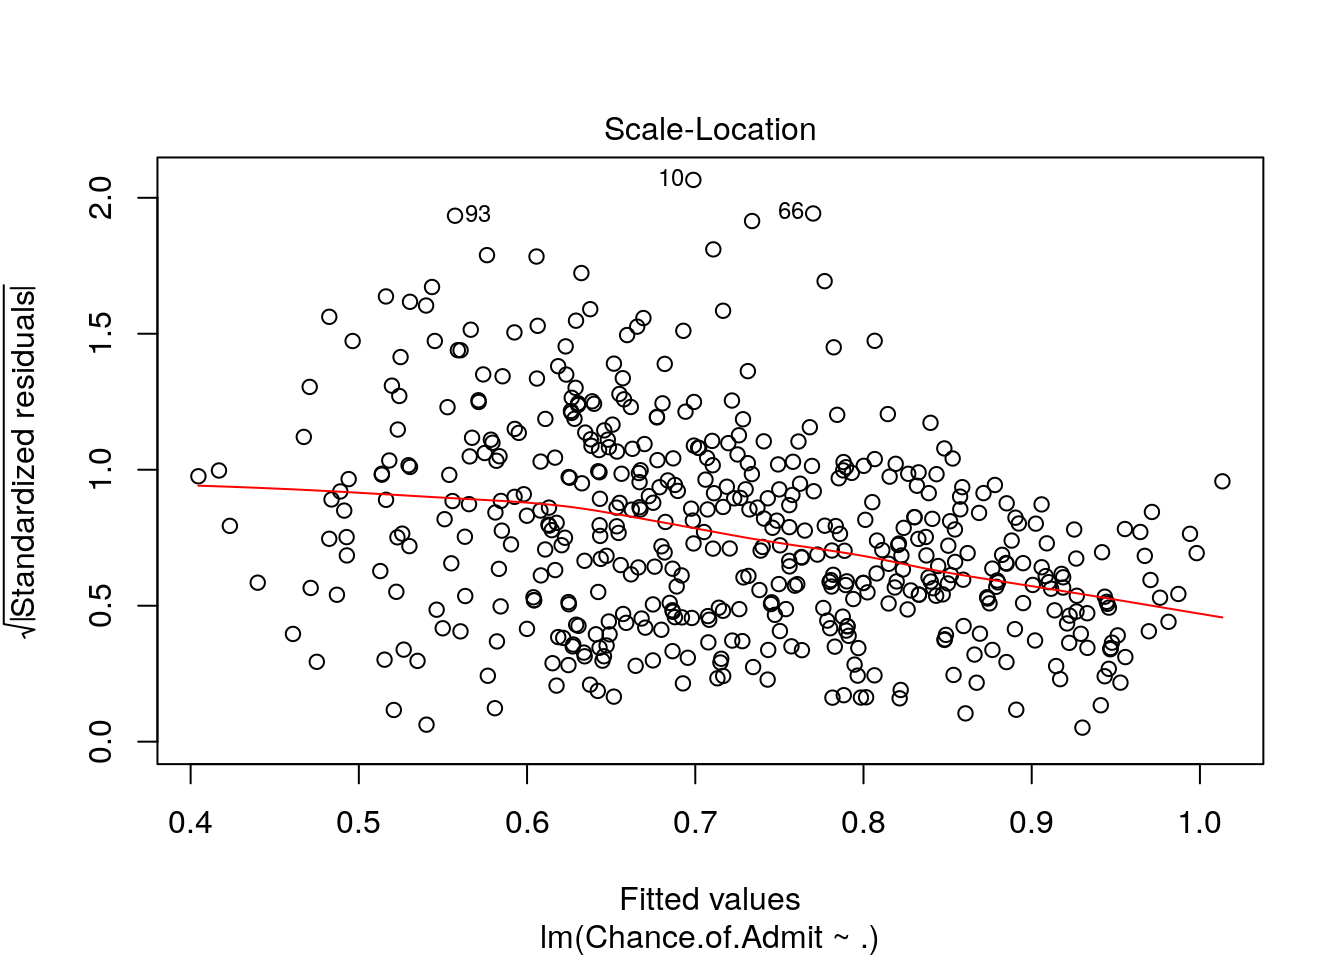 Scale-Location
√|Standardized residuals|
2.0
1.5
1.0
0.5
0.0
10
93
66
0.4 0.5 0.6 0.7 0.8 0.9 1.0
Fitted values
lm(Chance.of.Admit ~ .)